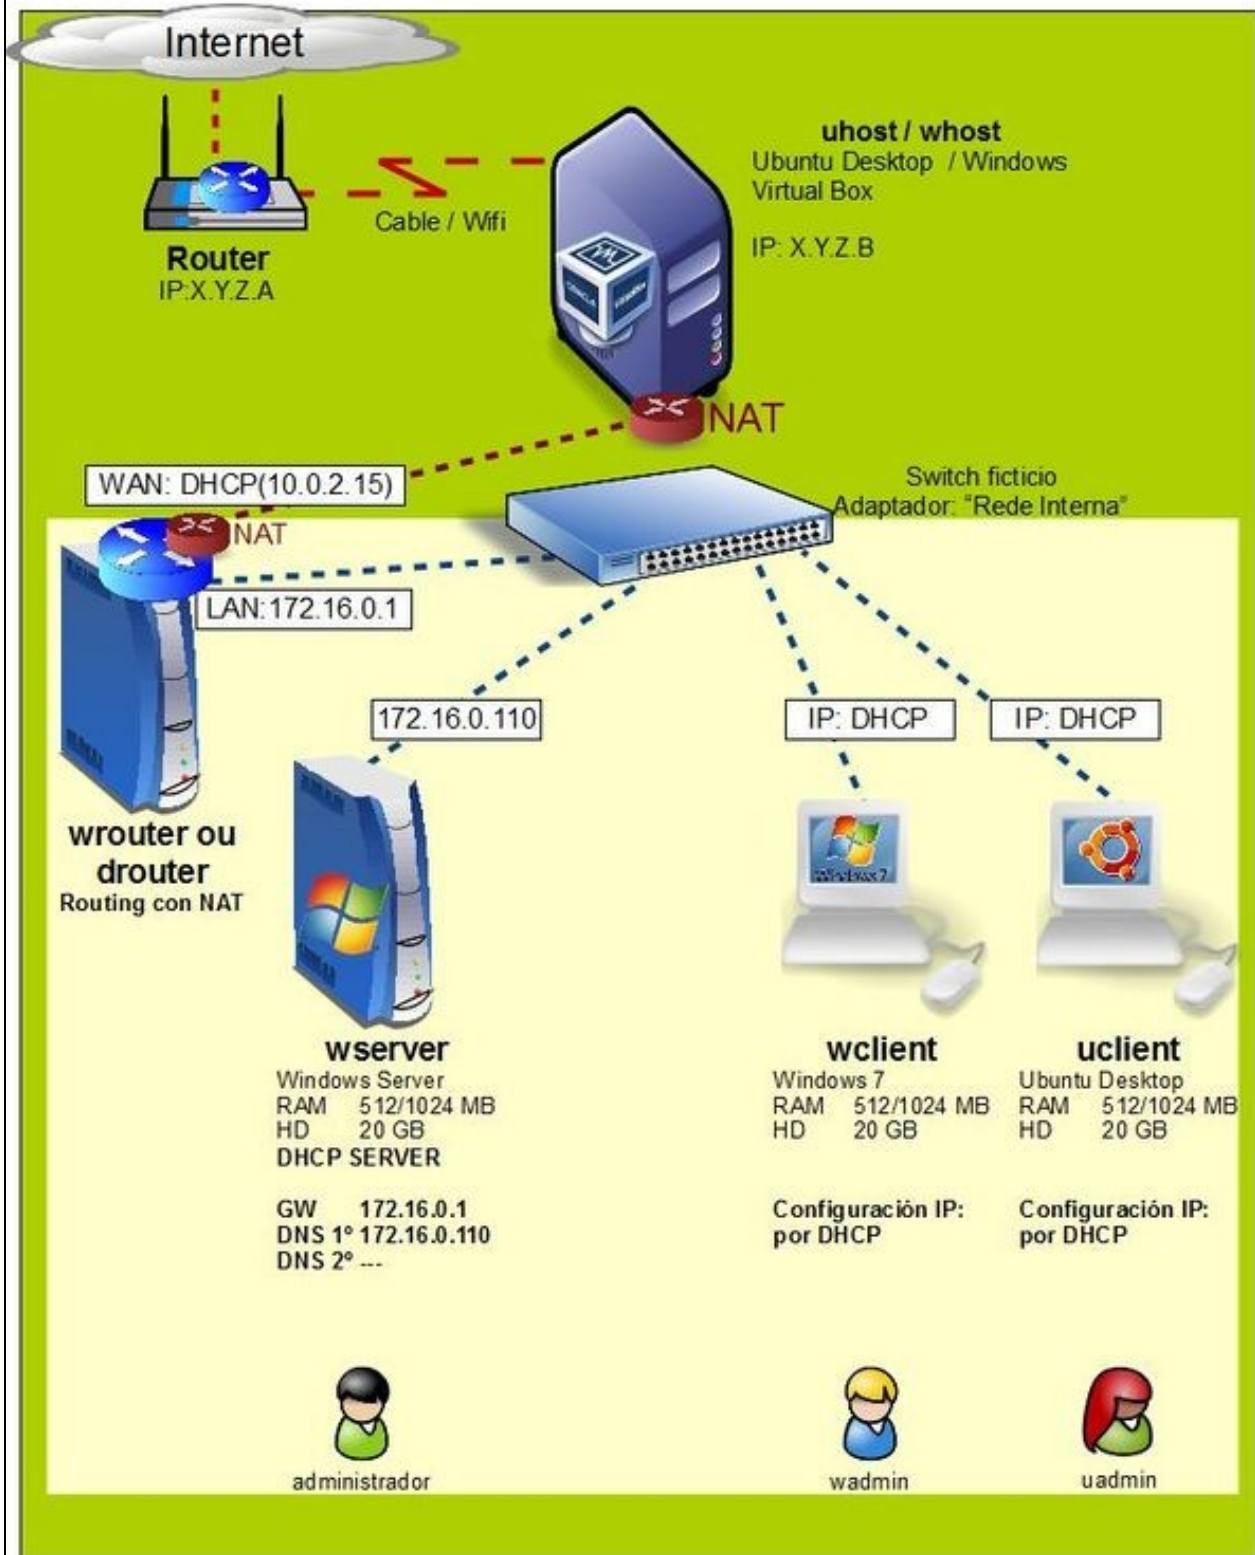 Internet
uhost / whost
Ubuntu Desktop / Windows
Virtual Box
IP: X.Y.Z.B
Cable / Wifi
Router
IP:X.Y.Z.A
ORACLE
NAT
WAN: DHCP(10.0.2.15)
Switch ficticio
Adaptador: "Rede Interna"
NAT
LAN:172.16.0.1
172.16.0.110
IP: DHCP
IP: DHCP
wrouter ou
drouter
Routing con NAT
Windows 7
wserver
Windows Server
RAM 512/1024 MB
HD 20 GB
DHCP SERVER
GW 172.16.0.1
DNS 1º 172.16.0.110
DNS 2º ---
wclient
Windows 7
RAM 512/1024 MB
HD 20 GB
Configuración IP:
por DHCP
uclient
Ubuntu Desktop
RAM 512/1024 MB
HD 20 GB
Configuración IP:
por DHCP
administrador
wadmin
uadmin